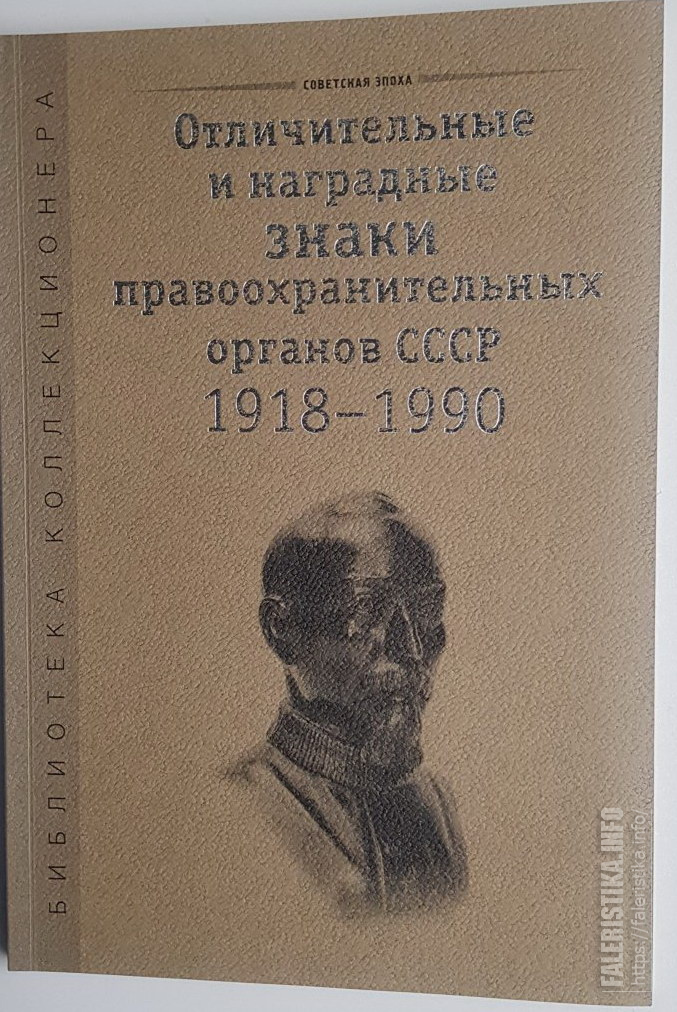 СОВЕТСКАЯ ЭПОХА
Отличительные
и наградные
знаки
правоохранительных
органов СССР
1918–1990
БИБЛИОТЕКА КОЛЛЕКЦИОНЕРА
FALERISTIKA.INFO
https://faleristika.info/